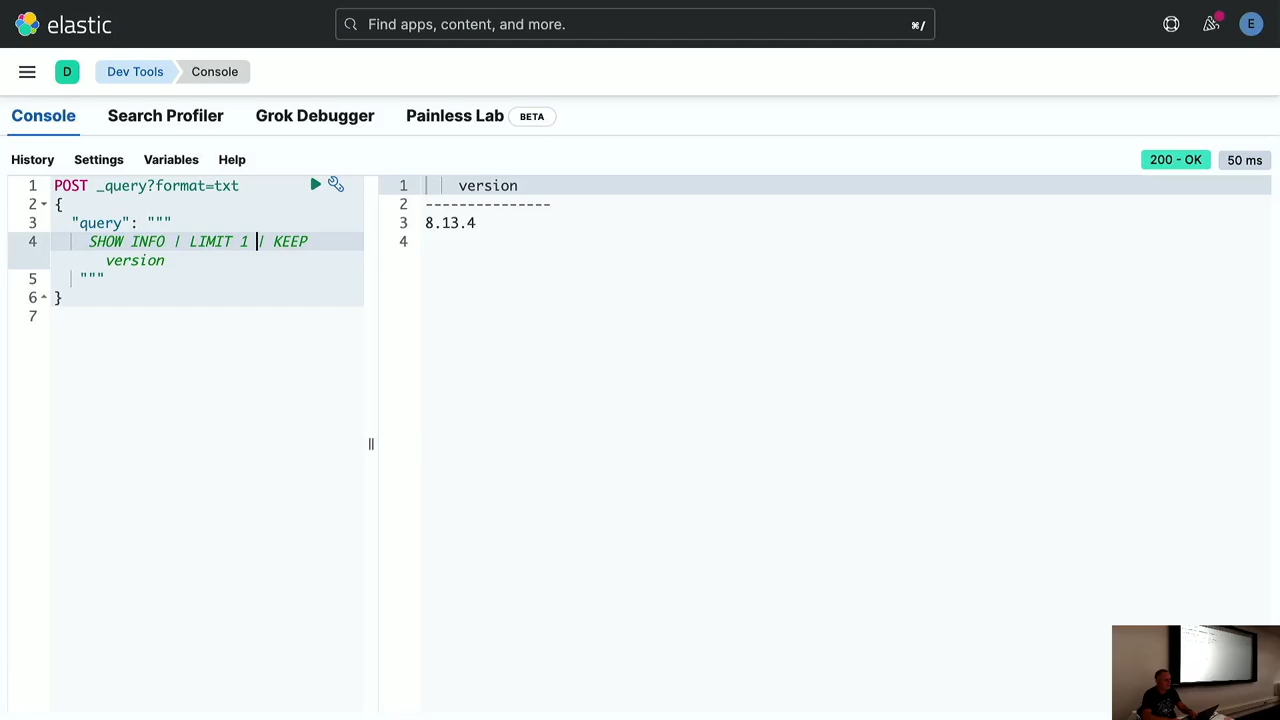 elastic
Find apps, content, and more.
⌘/
E
D
Dev Tools
Console
Console
Search Profiler
Grok Debugger
Painless Lab
BETA
History
Settings
Variables
Help
200 - OK
50 ms
1 POST _query?format=txt
2 {
3 "query": """
4 SHOW INFO | LIMIT 1 | KEEP
version
5 """
6 }
7
1 version
2 ---------------
3 8.13.4
4